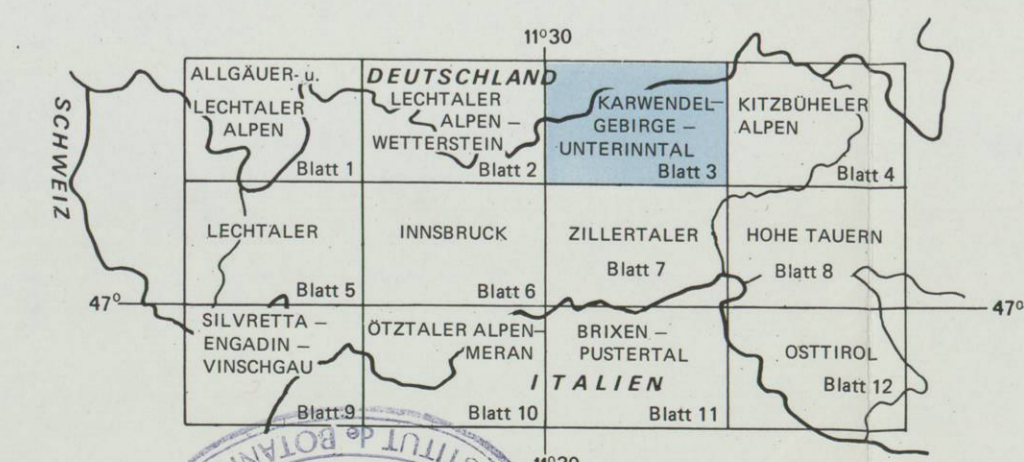 11°30
ALLGÄUER- u.
LECHTALER
ALPEN
Blatt 1
DEUTSCHLAND
LECHTALER
ALPEN –
WETTERSTEIN
Blatt 2
KARWENDEL–
GEBIRGE –
UNTERINNTAL
Blatt 3
KITZBÜHELER
ALPEN
Blatt 4
SCHWEIZ
LECHTALER
Blatt 5
INNSBRUCK
Blatt 6
ZILLERTALER
Blatt 7
HOHE TAUERN
Blatt 8
47°
47°
SILVRETTA –
ENGADIN –
VINSCHGAU
Blatt 9
ÖTZTALER ALPEN–
MERAN
Blatt 10
BRIXEN –
PUSTERTAL
ITALIEN
Blatt 11
OSTTIROL
Blatt 12
de